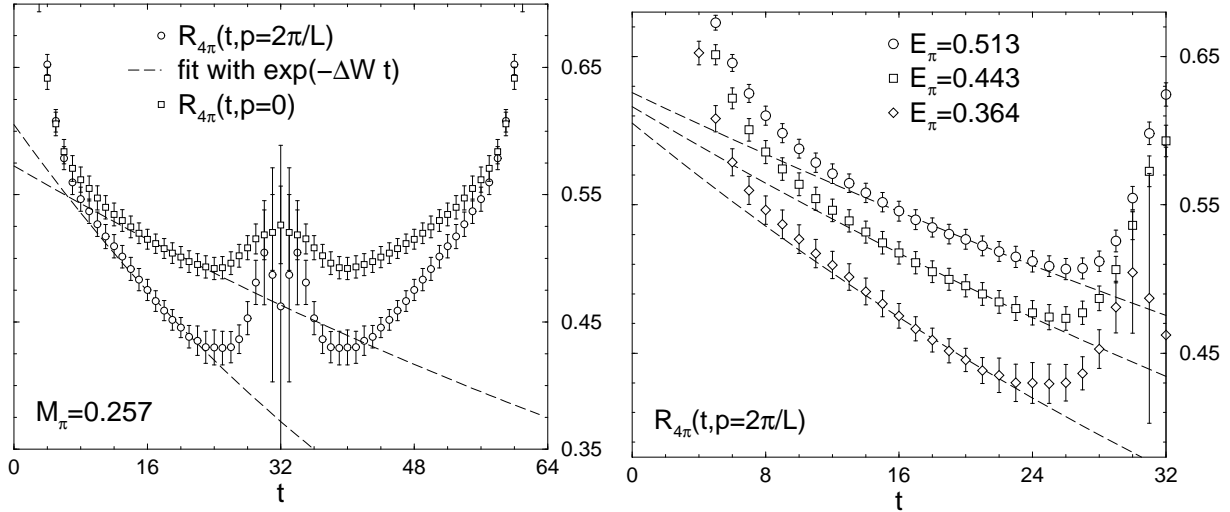 R4π(t,p=2π/L)
fit with exp(−ΔW t)
R4π(t,p=0)
Mπ=0.257
0.65
0.55
0.45
0.35
0 16 32 48 64
t
Eπ=0.513
Eπ=0.443
Eπ=0.364
R4π(t,p=2π/L)
0.65
0.55
0.45
0 8 16 24 32
t